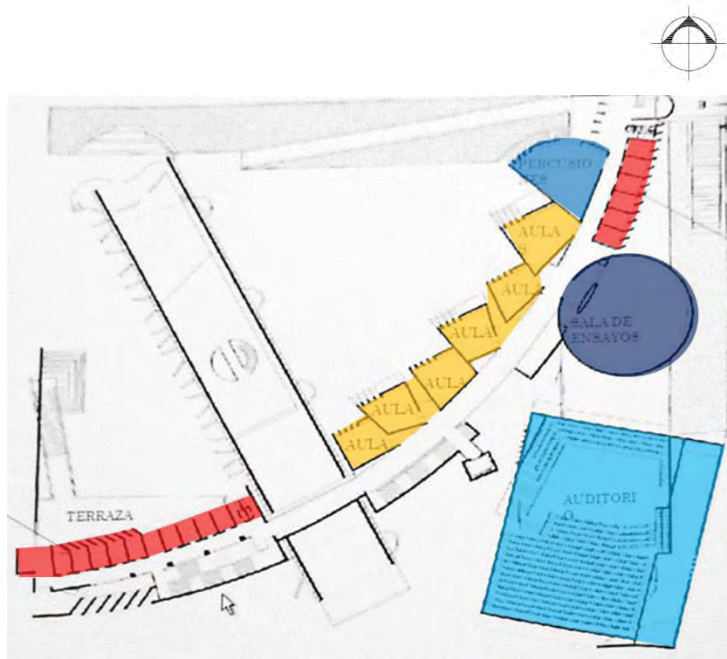 PERCUSIO
NES
AULA
S
AULA
AULA
SALA DE
ENSAYOS
AULA
AULA
AULA
AUDITORI
O
TERRAZA